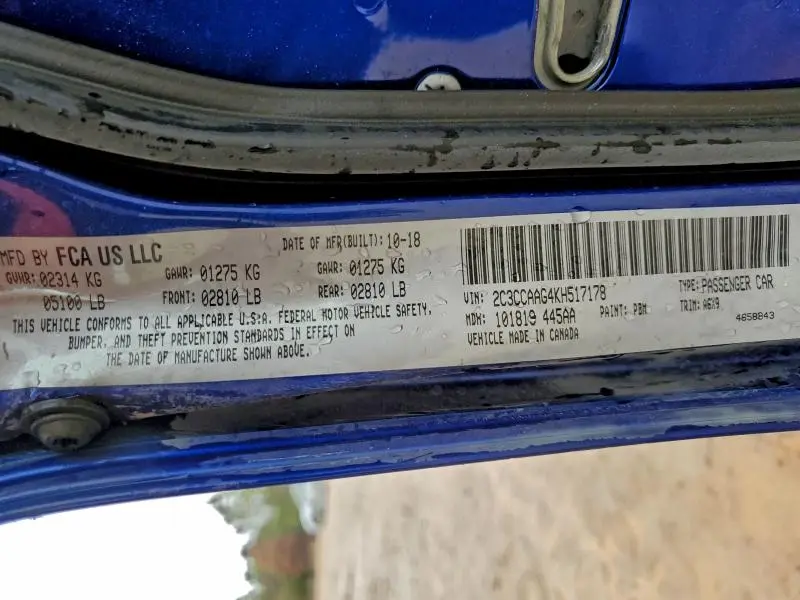 MFD BY FCA US LLC
DATE OF MFR(BUILT): 10-18
GVWR: 02314 KG
GAWR: 01275 KG
GAWR: 01275 KG
05100 LB
FRONT: 02810 LB
REAR: 02810 LB
THIS VEHICLE CONFORMS TO ALL APPLICABLE U.S.A. FEDERAL MOTOR VEHICLE SAFETY,
BUMPER, AND THEFT PREVENTION STANDARDS IN EFFECT ON
THE DATE OF MANUFACTURE SHOWN ABOVE.
VIN: 2C3CCAAG4KH517178
TYPE: PASSENGER CAR
MDH: 101819 445AA
PAINT: PBM
TRIM: A6X9
VEHICLE MADE IN CANADA
4658843